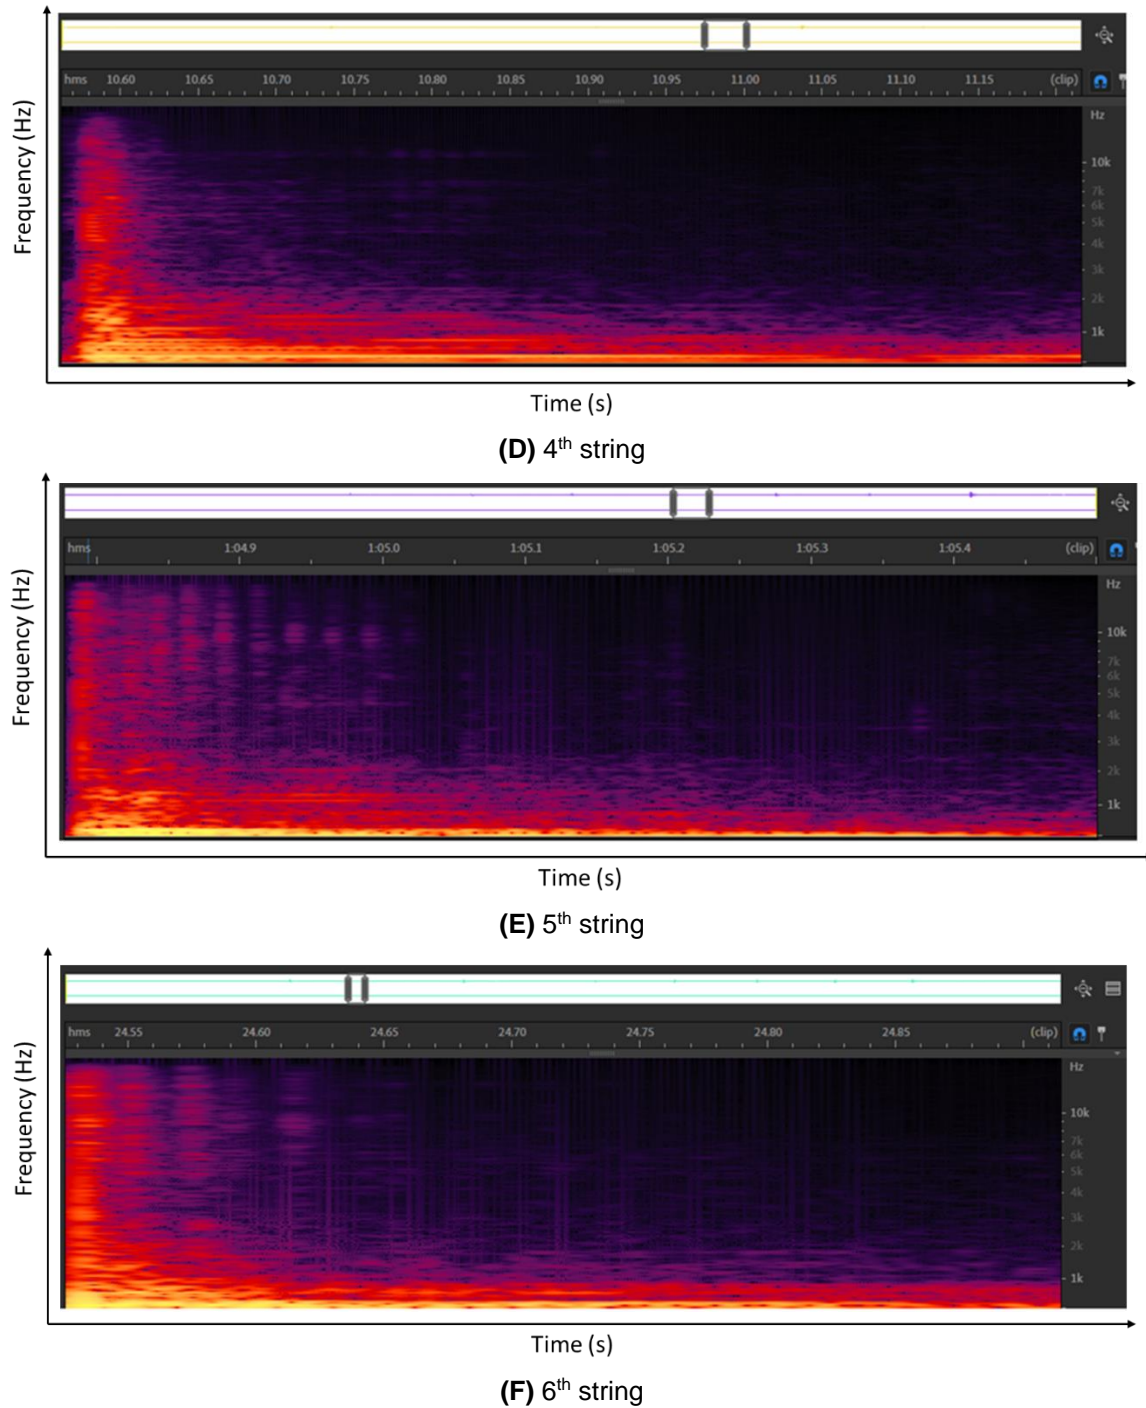 hms 10.60 10.65 10.70 10.75 10.80 10.85 10.90 10.95 11.00 11.05 11.10 11.15 (clip)
Frequency (Hz)
Hz
10k
7k
6k
5k
4k
3k
2k
1k
Time (s)
(D) 4th string
hms 1:04.9 1:05.0 1:05.1 1:05.2 1:05.3 1:05.4 (clip)
Frequency (Hz)
Hz
10k
7k
6k
5k
4k
3k
2k
1k
Time (s)
(E) 5th string
hms 24.55 24.60 24.65 24.70 24.75 24.80 24.85 (clip)
Frequency (Hz)
Hz
10k
7k
6k
5k
4k
3k
2k
1k
Time (s)
(F) 6th string